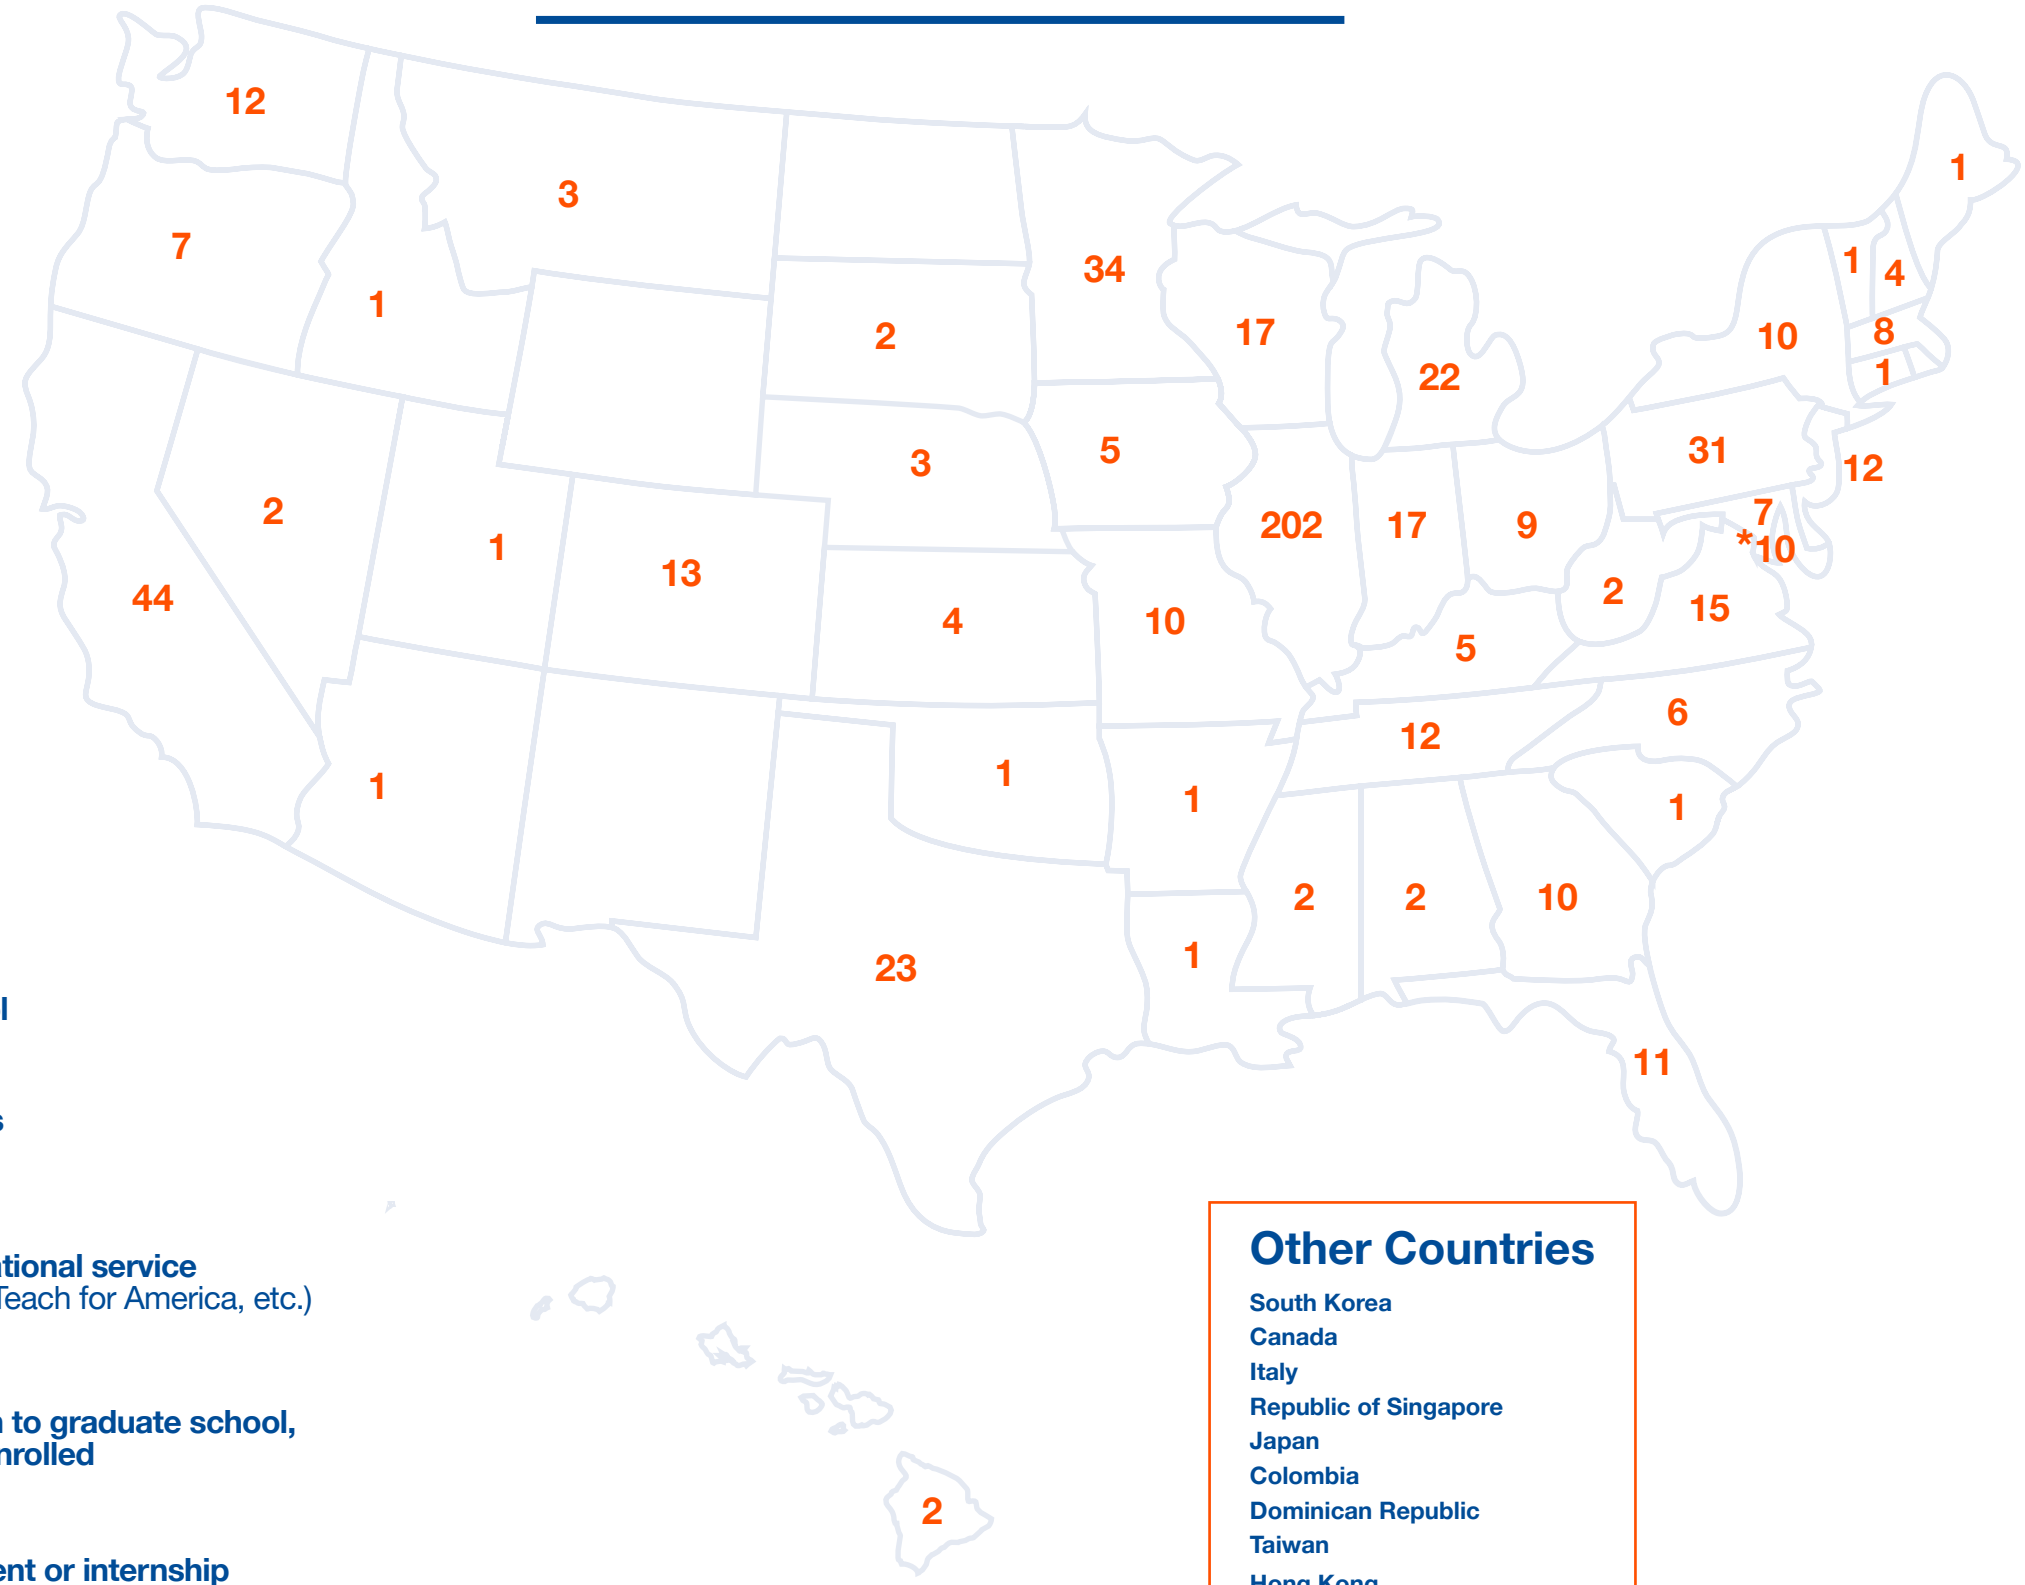 12
3
1
7
34
1
4
1
2
17
10
8
22
1
3
5
31
12
2
202
17
9
7
1
*10
13
44
2
4
10
15
5
6
12
1
1
1
1
2
2
10
1
23
11
l
s
tional service
Teach for America, etc.)
to graduate school,
nrolled
ent or internship
2
Other Countries
South Korea
Canada
Italy
Republic of Singapore
Japan
Colombia
Dominican Republic
Taiwan
Hong Kong